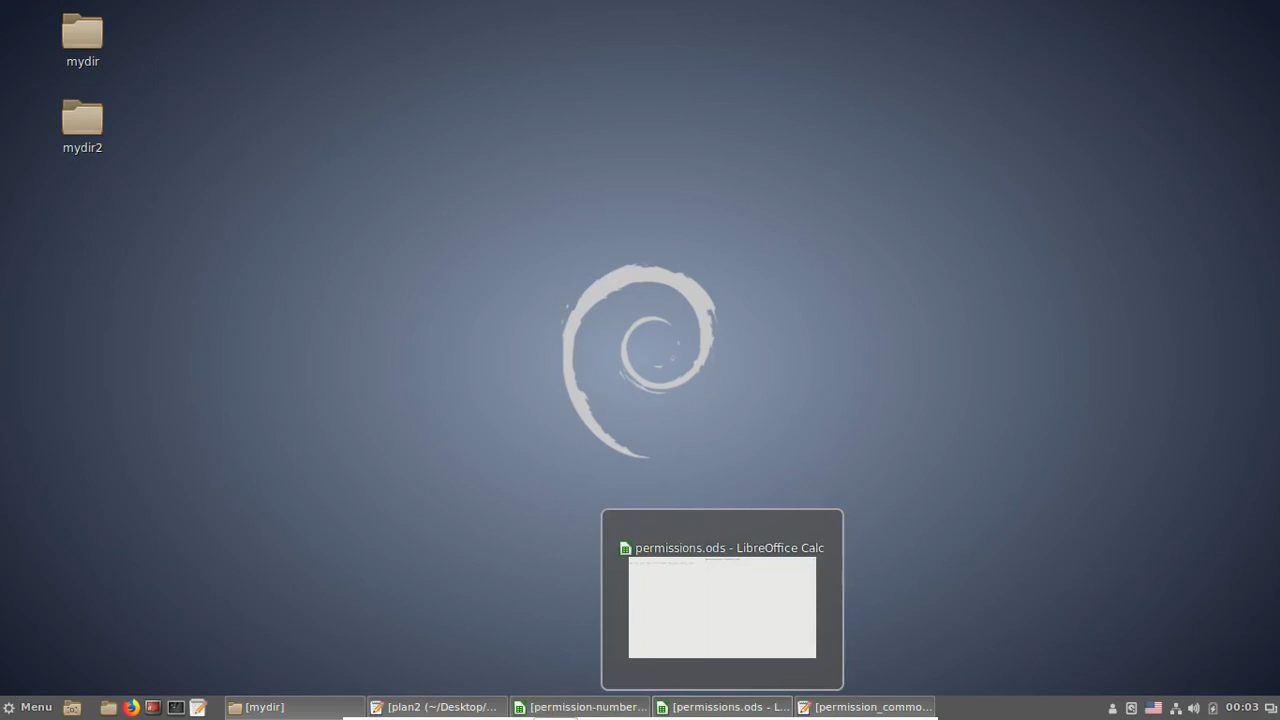 mydir
mydir2
permissions.ods - LibreOffice Calc
Menu
[mydir]
[plan2 (~/Desktop/...
[permission-number...
[permissions.ods - L...
[permission_commo...
00:03